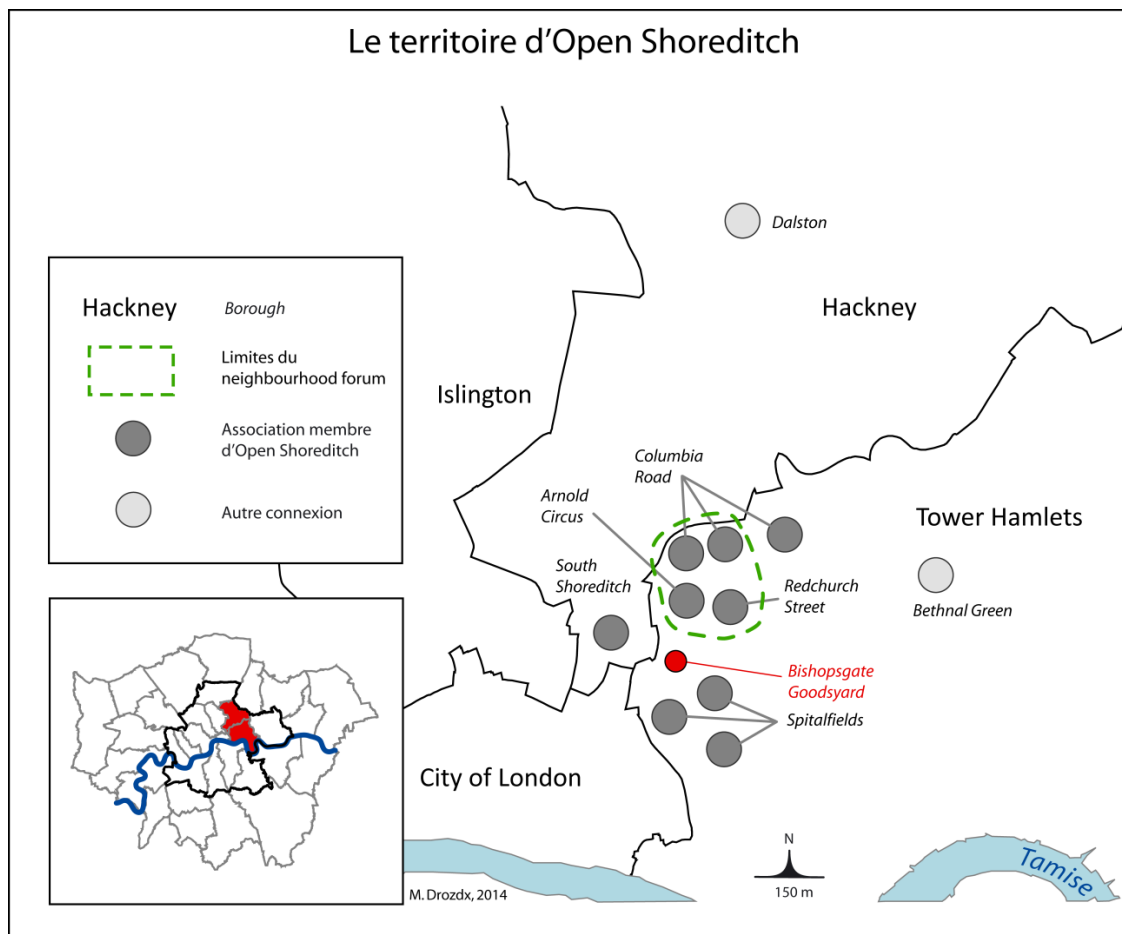 Le territoire d'Open Shoreditch
Dalston
Hackney
Hackney
Borough
Limites du
neighbourhood forum
Association membre
d'Open Shoreditch
Autre connexion
Islington
Columbia
Road
Arnold
Circus
South
Shoreditch
Tower Hamlets
Redchurch
Street
Bethnal Green
Bishopsgate
Goodsyard
Spitalfields
City of London
N
150 m
Tamise
M. Drozdx, 2014